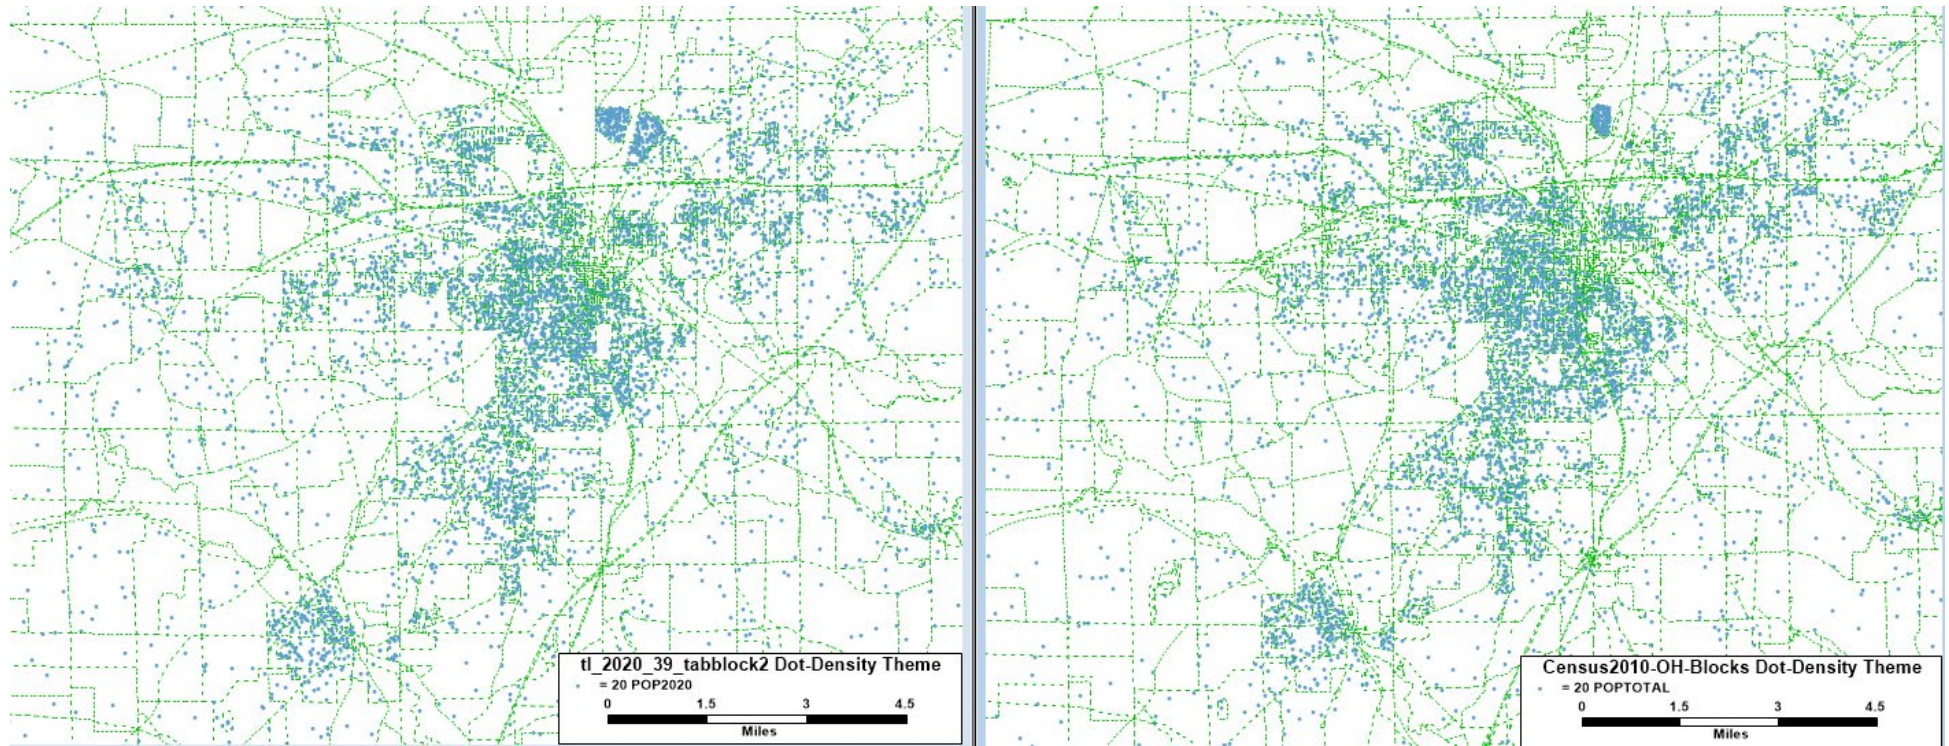 tl_2020_39_tabblock2 Dot-Density Theme
= 20 POP2020
0 1.5 3 4.5
Miles
Census2010-OH-Blocks Dot-Density Theme
= 20 POPTOTAL
0 1.5 3 4.5
Miles